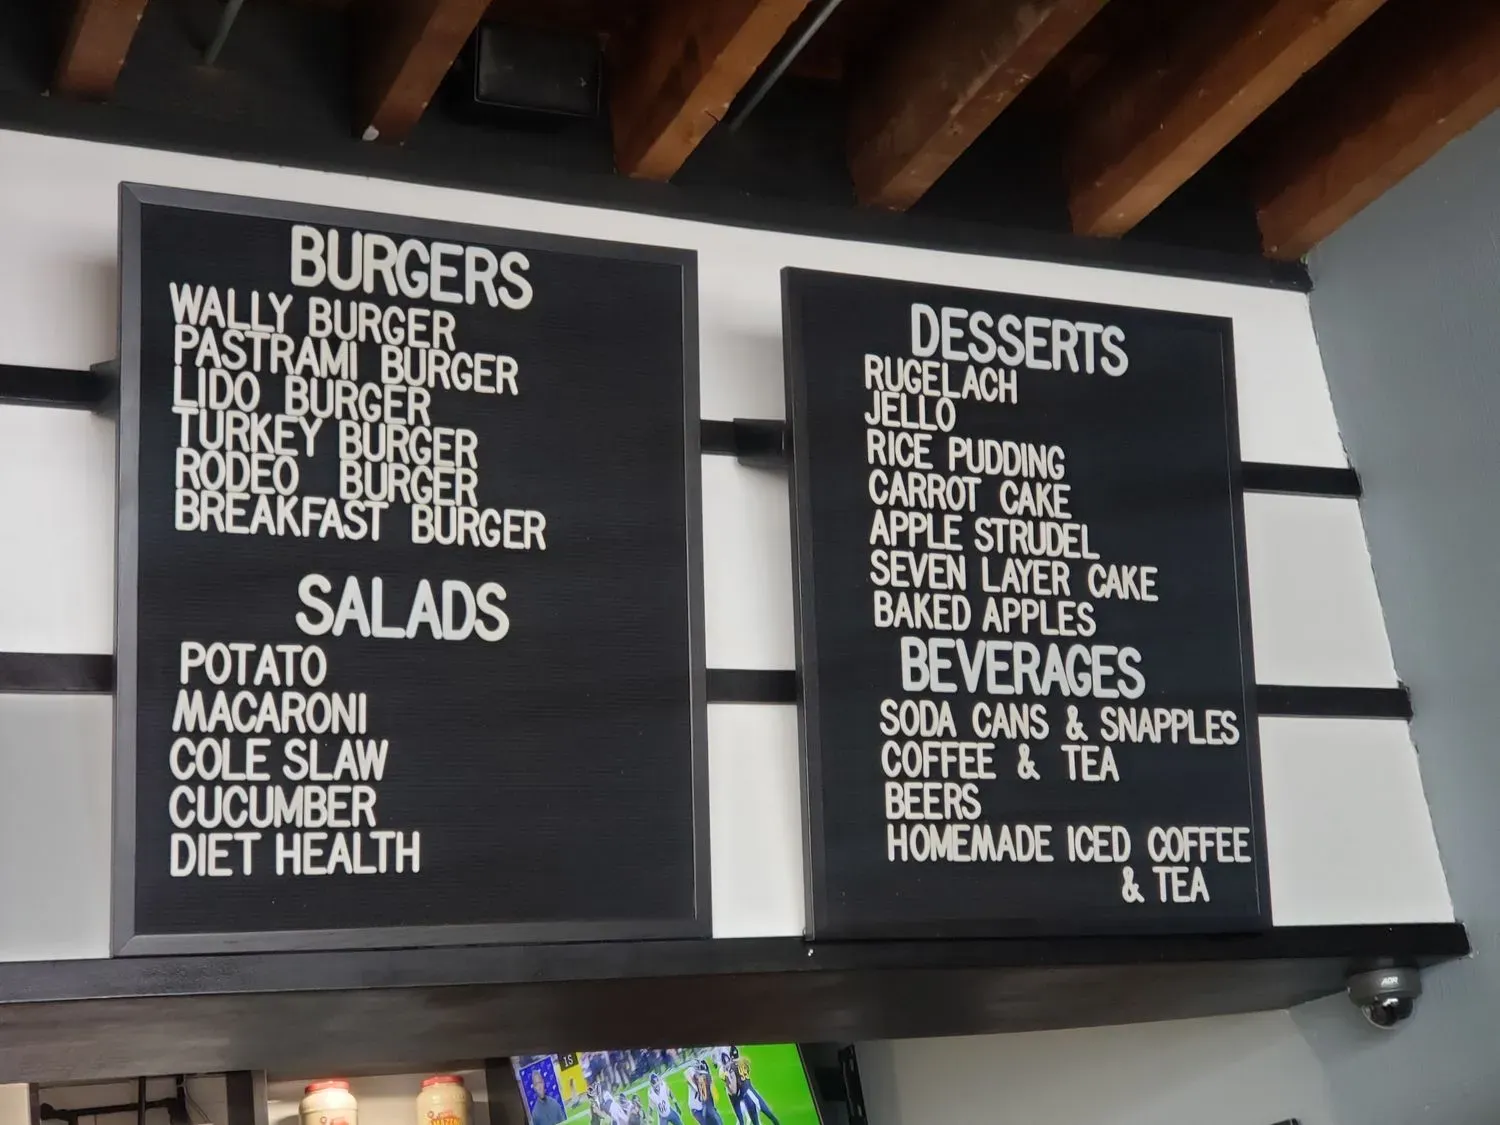 BURGERS
WALLY BURGER
PASTRAMI BURGER
LIDO BURGER
TURKEY BURGER
RODEO BURGER
BREAKFAST BURGER
SALADS
POTATO
MACARONI
COLE SLAW
CUCUMBER
DIET HEALTH
DESSERTS
RUGELACH
JELLO
RICE PUDDING
CARROT CAKE
APPLE STRUDEL
SEVEN LAYER CAKE
BAKED APPLES
BEVERAGES
SODA CANS & SNAPPLES
COFFEE & TEA
BEERS
HOMEMADE ICED COFFEE
& TEA